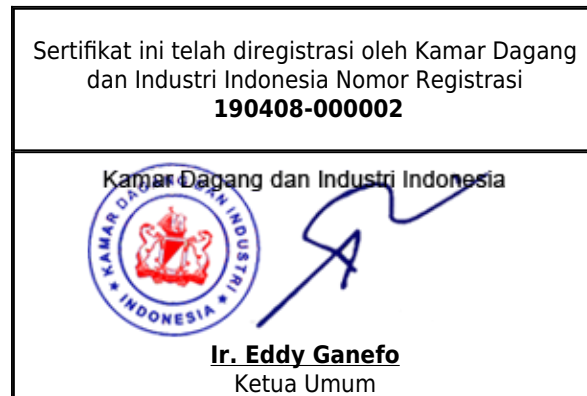 Sertifikat ini telah diregistrasi oleh Kamar Dagang
dan Industri Indonesia Nomor Registrasi
190408-000002
Kamar Dagang dan Industri Indonesia
KAMAR DAGANG DAN INDUSTRI
INDONESIA
Ir. Eddy Ganefo
Ketua Umum